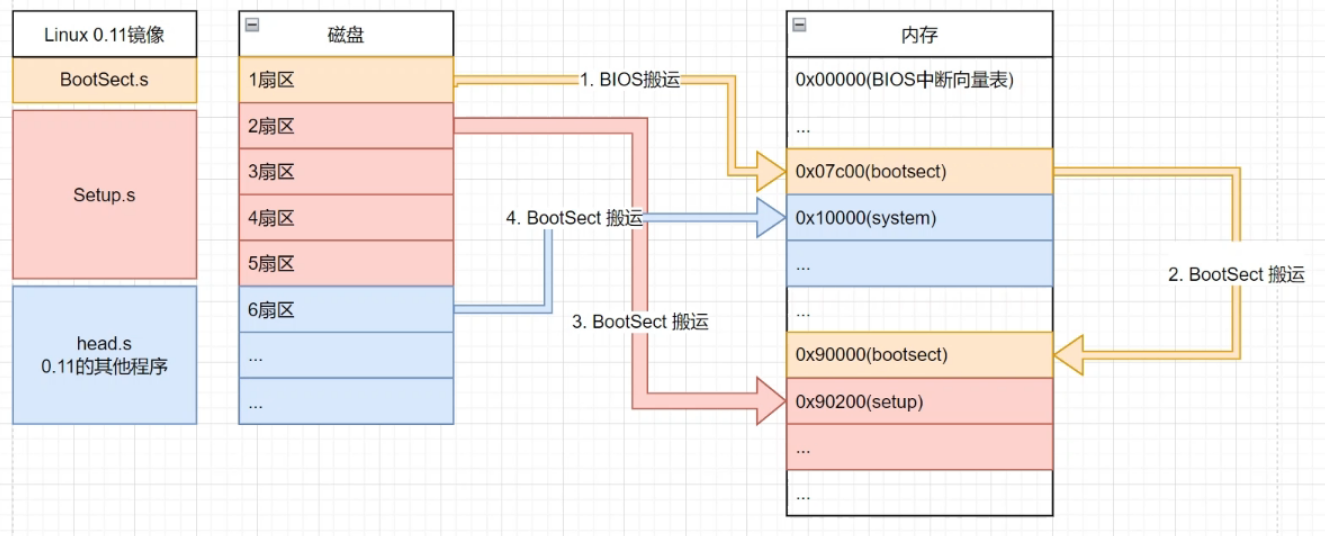 Linux 0.11镜像
BootSect.s
Setup.s
head.s
0.11的其他程序
磁盘
1扇区
2扇区
3扇区
4扇区
5扇区
6扇区
...
...
1. BIOS搬运
4. BootSect 搬运
3. BootSect 搬运
内存
0x00000(BIOS中断向量表)
...
0x07c00(bootsect)
0x10000(system)
...
...
0x90000(bootsect)
0x90200(setup)
...
...
2. BootSect 搬运